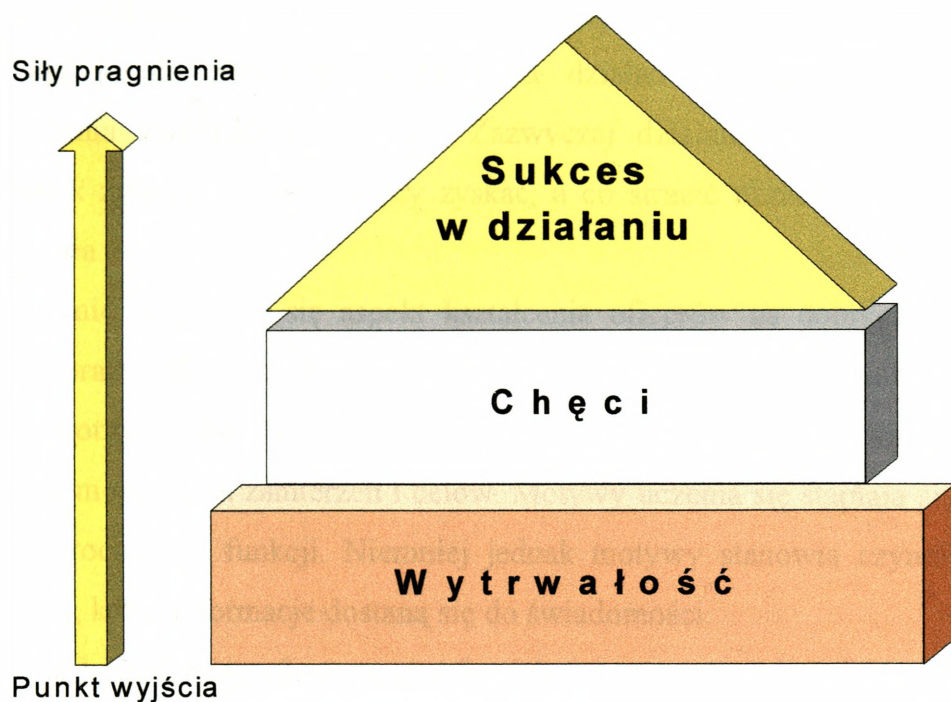 Siły pragnienia
Sukces
w działaniu
Chęci
Wytrwałość
Punkt wyjścia